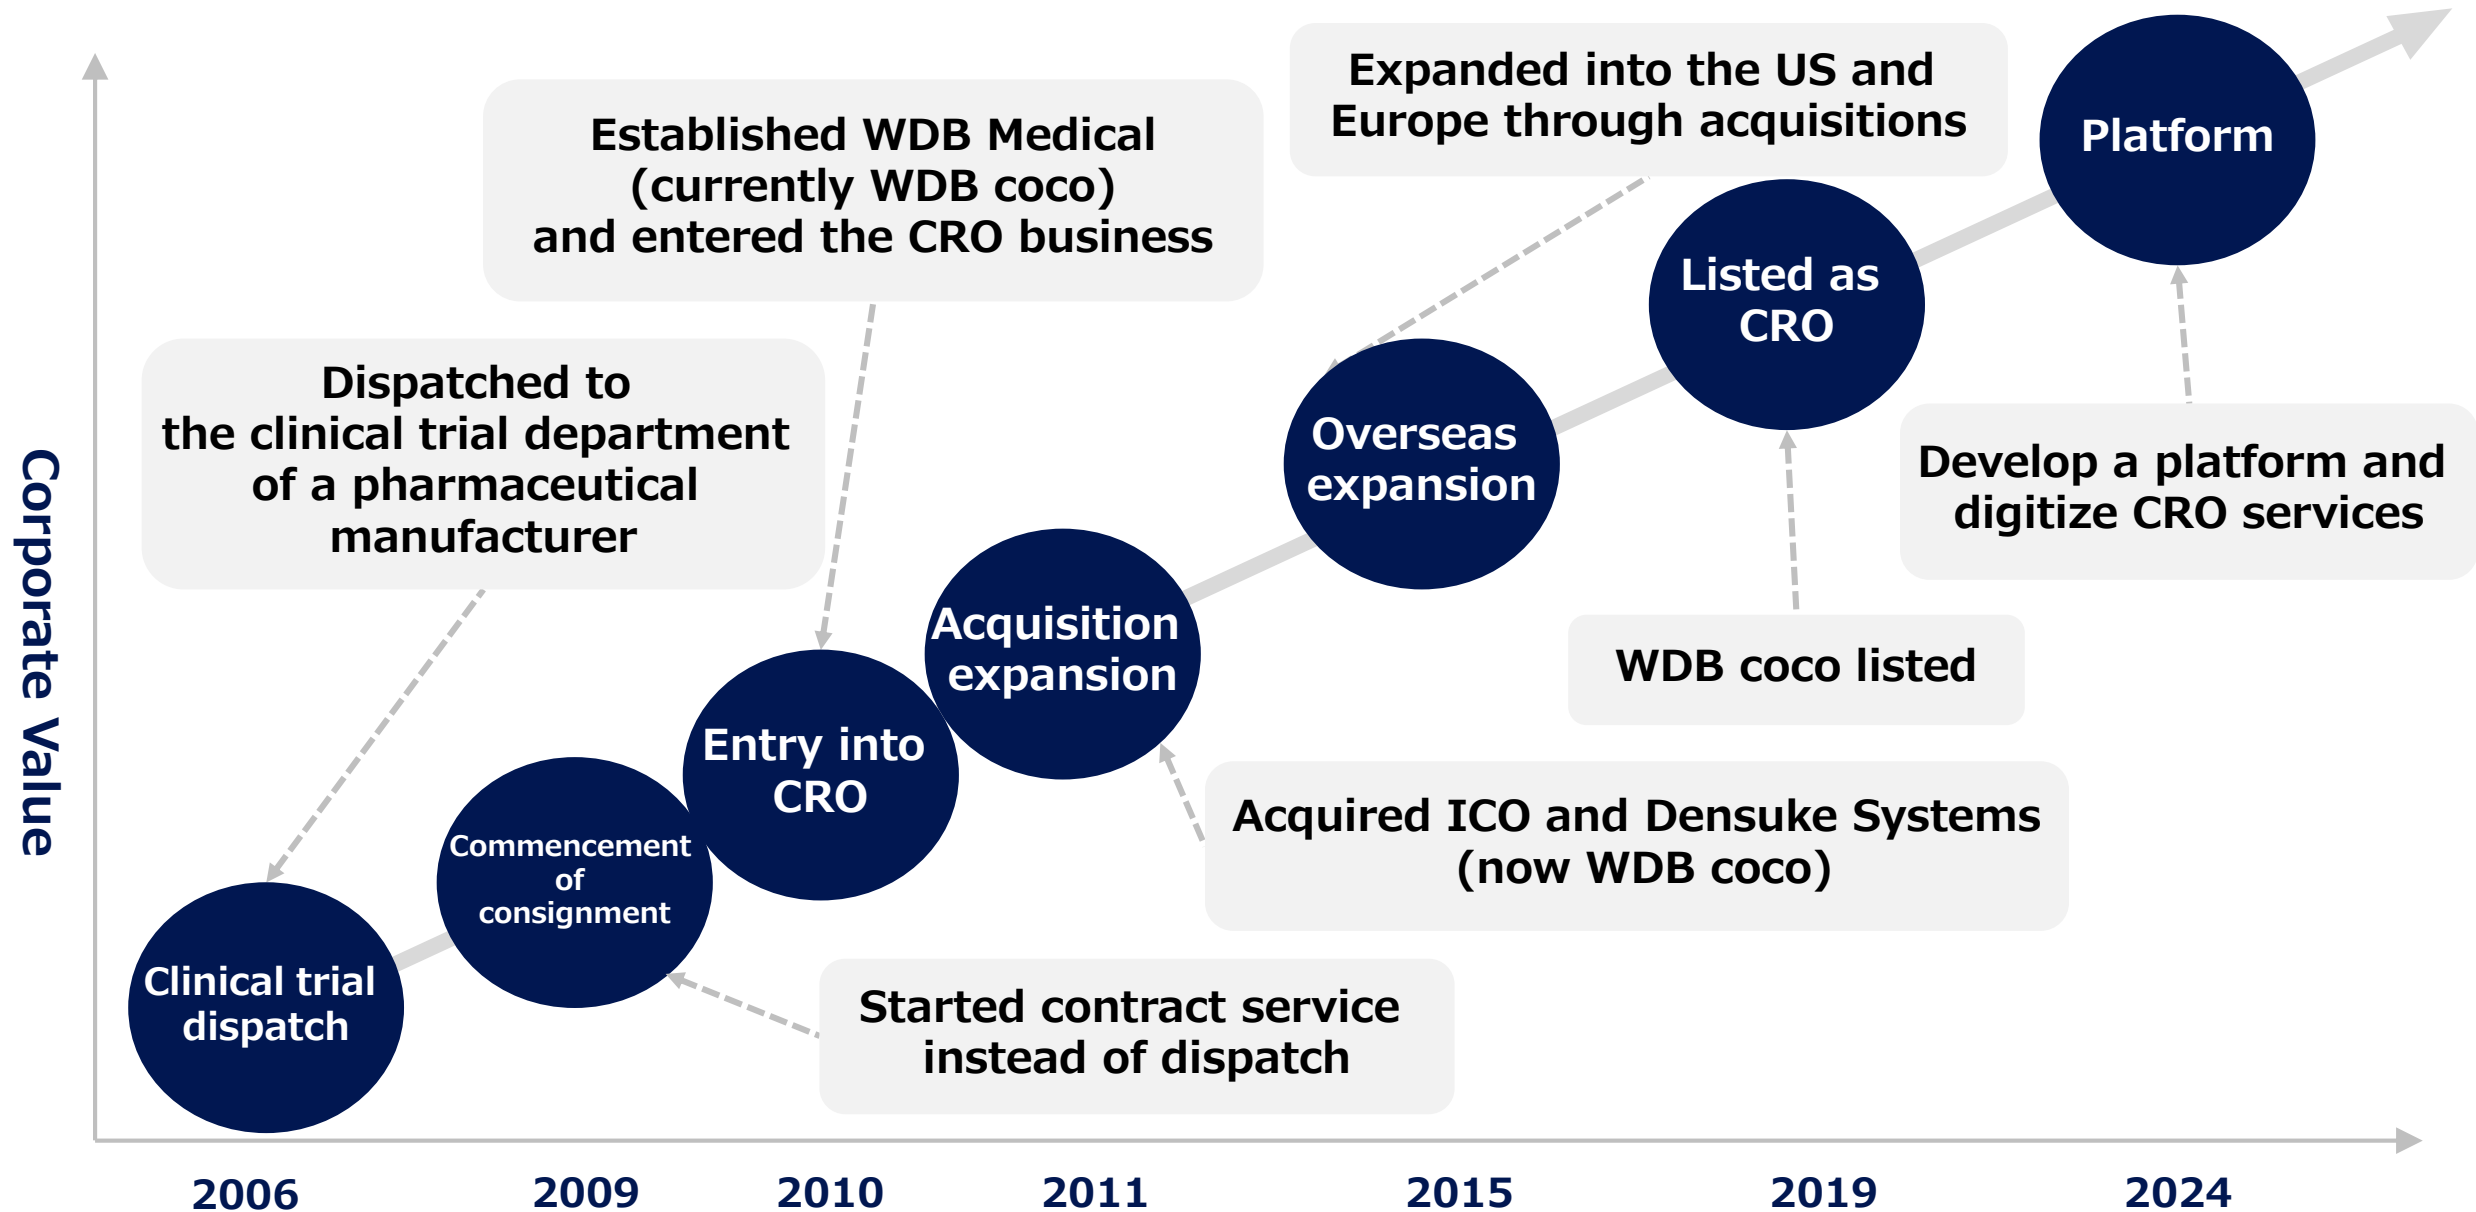 Expanded into the US and
Europe through acquisitions
Platform
Established WDB Medical
(currently WDB coco)
and entered the CRO business
Listed as
CRO
Dispatched to
the clinical trial department
of a pharmaceutical
manufacturer
Overseas
expansion
Develop a platform and
digitize CRO services
Corporate Value
Acquisition
expansion
WDB coco listed
Entry into
CRO
Acquired ICO and Densuke Systems
(now WDB coco)
Commencement
of
consignment
Clinical trial
dispatch
Started contract service
instead of dispatch
2006
2009
2010
2011
2015
2019
2024